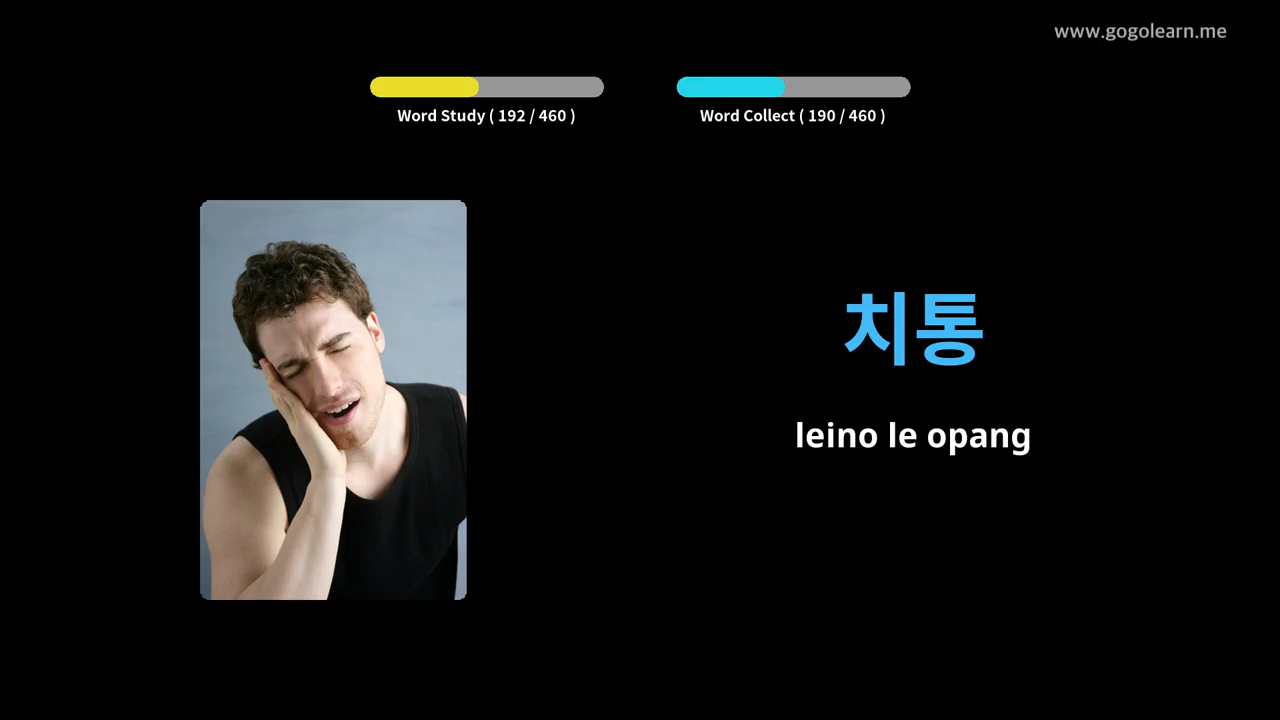 www.gogolearn.me
Word Study ( 192 / 460 )
Word Collect ( 190 / 460 )
치통
leino le opang